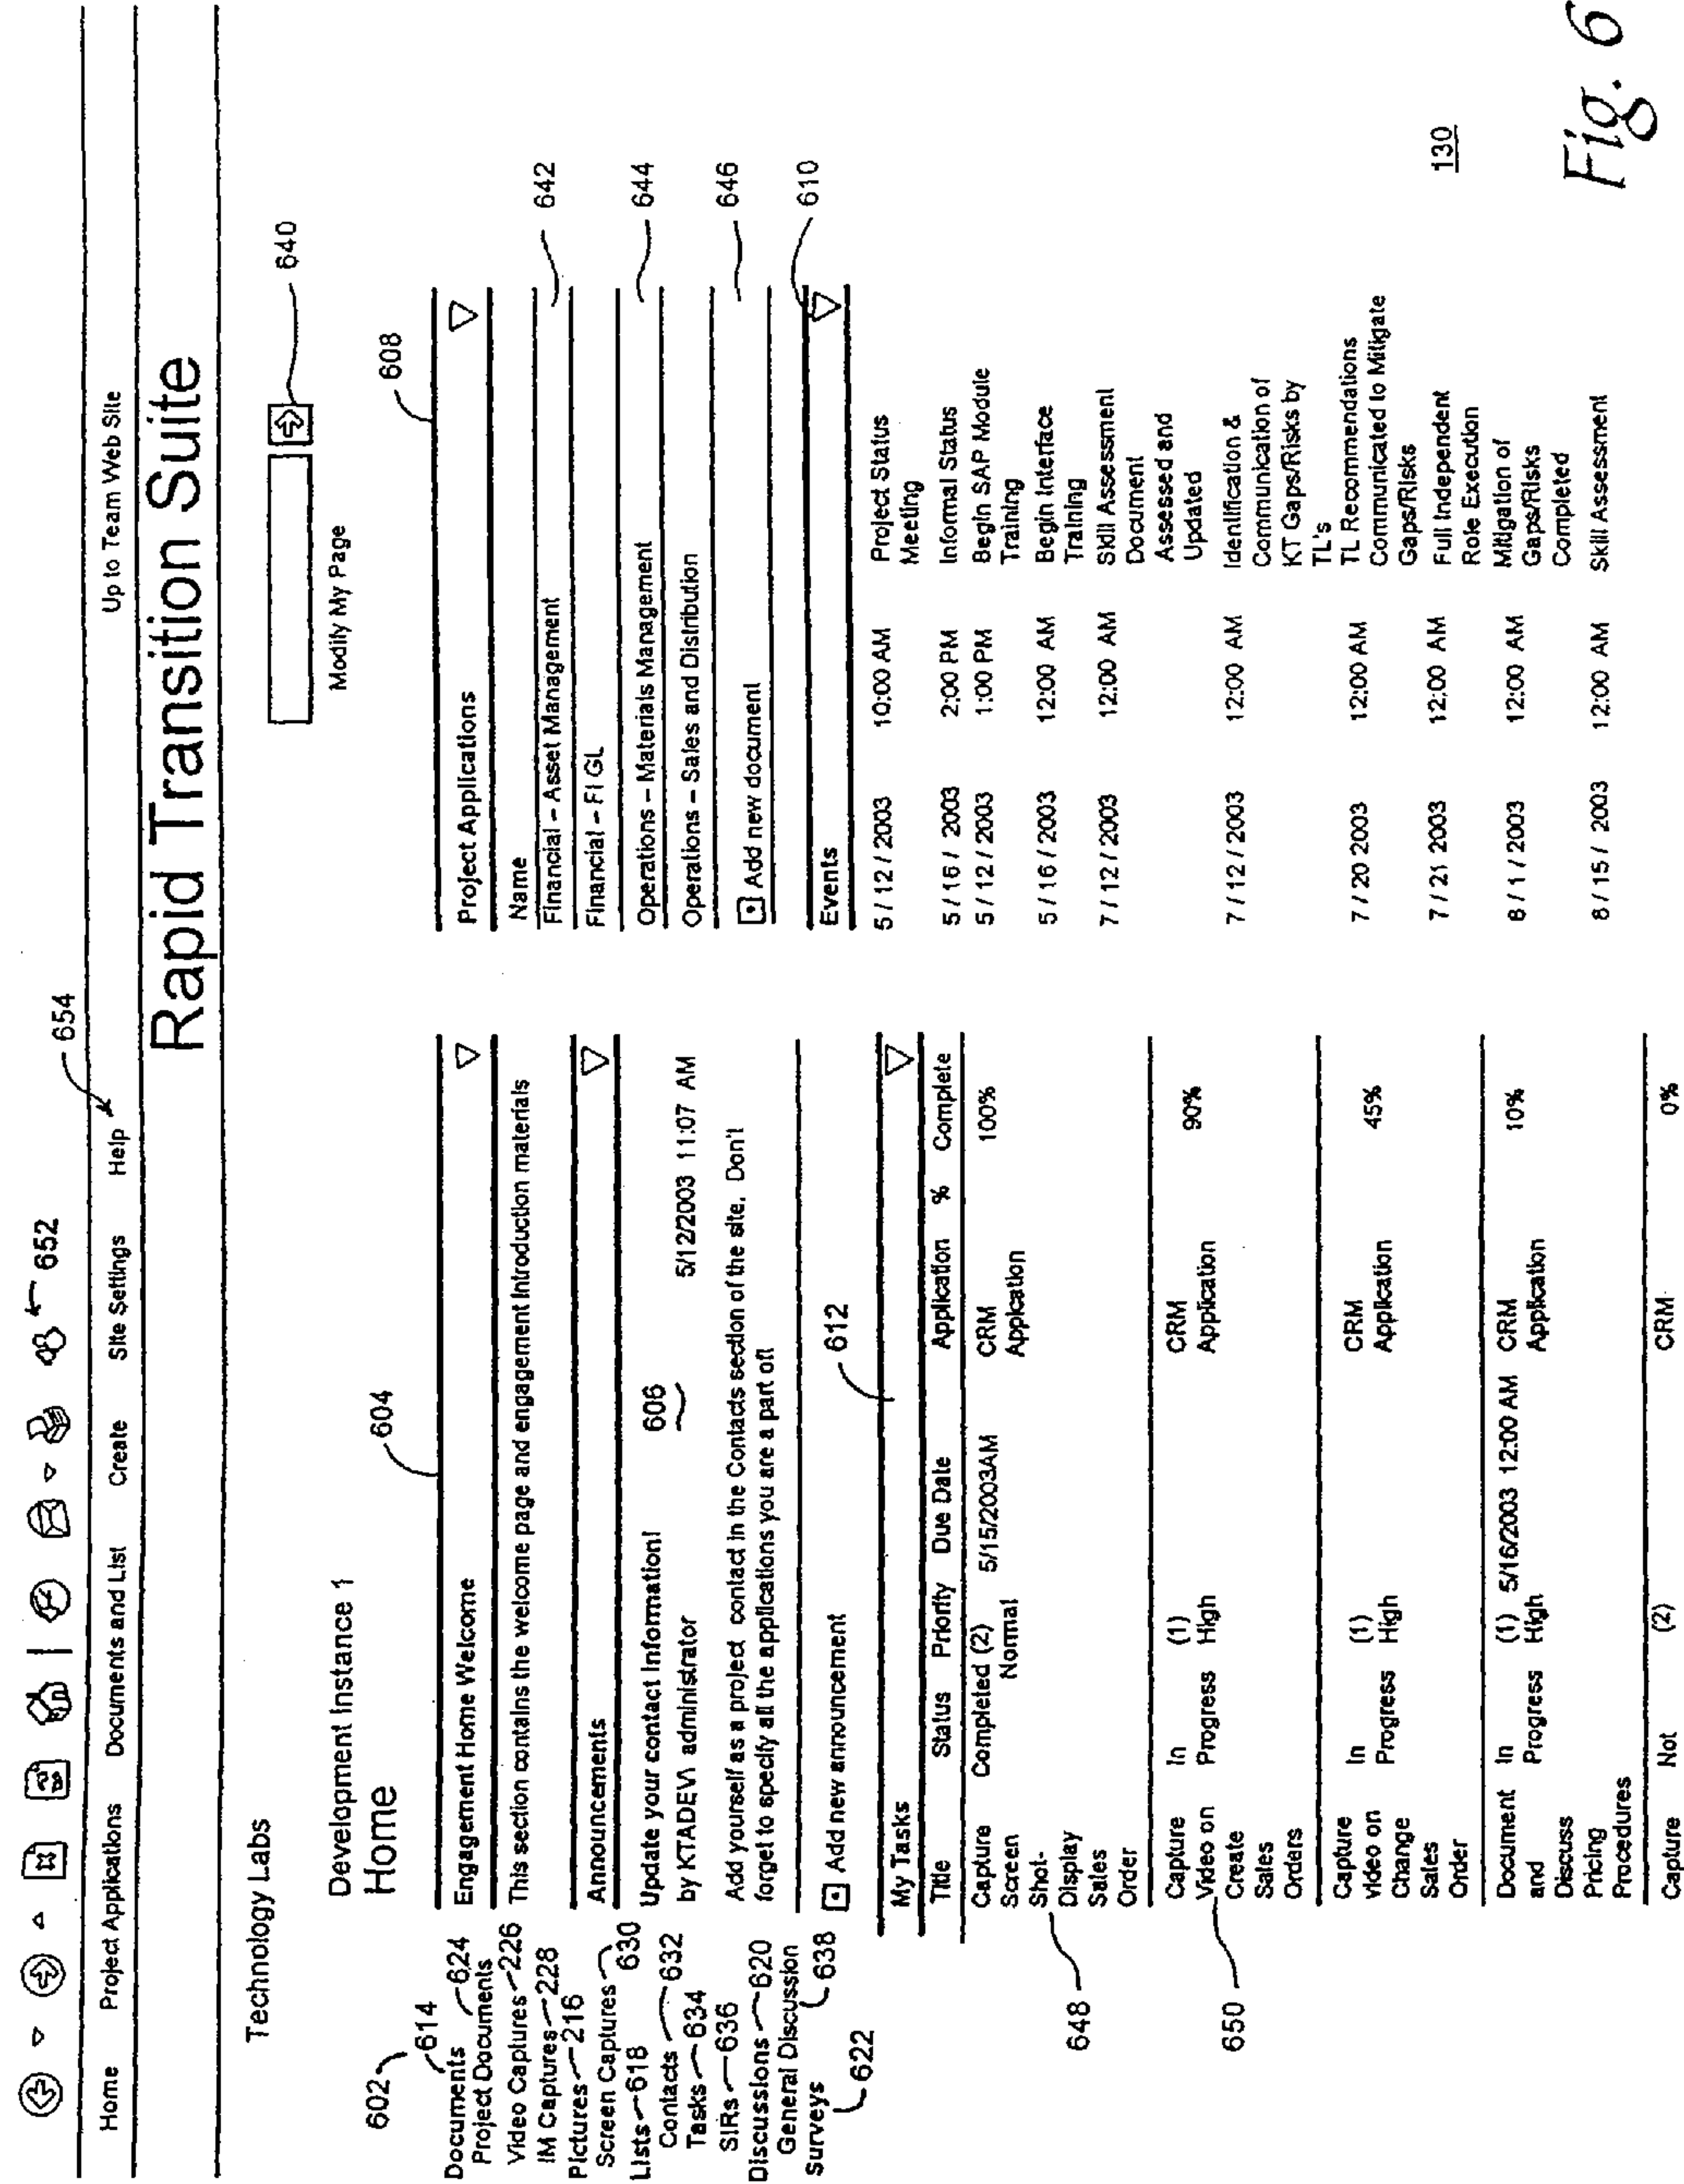 654
652
Home Project Applications Documents and List Create Site Settings Help Up to Team Web Site
Rapid Transition Suite
Technology Labs
640
Modify My Page
Development Instance 1
Home
602
614
Documents
624
Project Documents
Video Captures 226
IM Captures 228
Pictures 216
Screen Captures
630
Lists 618
Contacts 632
Tasks 634
SIRs 636
Discussions 620
General Discussion
638
Surveys
622
604
Engagement Home Welcome
This section contains the welcome page and engagement introduction materials
Announcements
Update your contact information!
606
by KTADEV\ administrator 5/12/2003 11:07 AM
Add yourself as a project contact in the Contacts section of the site. Don't
forget to specify all the applications you are a part of!
Add new announcement
612
My Tasks
Title Status Priority Due Date Application % Complete
Capture Completed (2) 5/15/2003AM CRM 100%
Screen Normal Appication
Shot-
Display
Sales
Order
648
Capture In (1) CRM 90%
Video on Progress High Application
Create
Sales
Orders
650
Capture In (1) CRM 45%
video on Progress High Application
Change
Sales
Order
Document In (1) 5/16/2003 12:00 AM CRM 10%
and Progress High Application
Discuss
Pricing
Procedures
Capture Not (2) CRM 0%
608
Project Applications
Name
Financial – Asset Management
642
Financial – FI GL
Operations – Materials Management
644
Operations – Sales and Distribution
646
Add new document
610
Events
5 / 12 / 2003 10:00 AM Project Status
Meeting
5 / 16 / 2003 2:00 PM Informal Status
5 / 12 / 2003 1:00 PM Begin SAP Module
Training
5 / 16 / 2003 12:00 AM Begin Interface
Training
7 / 12 / 2003 12:00 AM Skill Assessment
Document
Assessed and
Updated
7 / 12 / 2003 12:00 AM Identification &
Communication of
KT Gaps/Risks by
TL's
7 / 20 2003 12:00 AM TL Recommendations
Communicated to Mitigate
Gaps/Risks
7 / 21 2003 12:00 AM Full Independent
Role Execution
8 / 1 / 2003 12:00 AM Mitigation of
Gaps/Risks
Completed
8 / 15 / 2003 12:00 AM Skill Assessment
130
Fig. 6